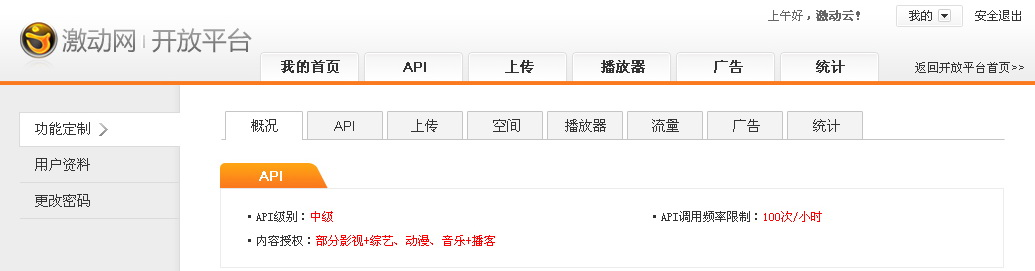 上午好，激动云！ 我的 安全退出
激动网 | 开放平台
我的首页 API 上传 播放器 广告 统计 返回开放平台首页>>
功能定制 概况 API 上传 空间 播放器 流量 广告 统计
用户资料
更改密码
API
▪ API级别：中级 ▪ API调用频率限制：100次/小时
▪ 内容授权：部分影视+综艺、动漫、音乐+播客